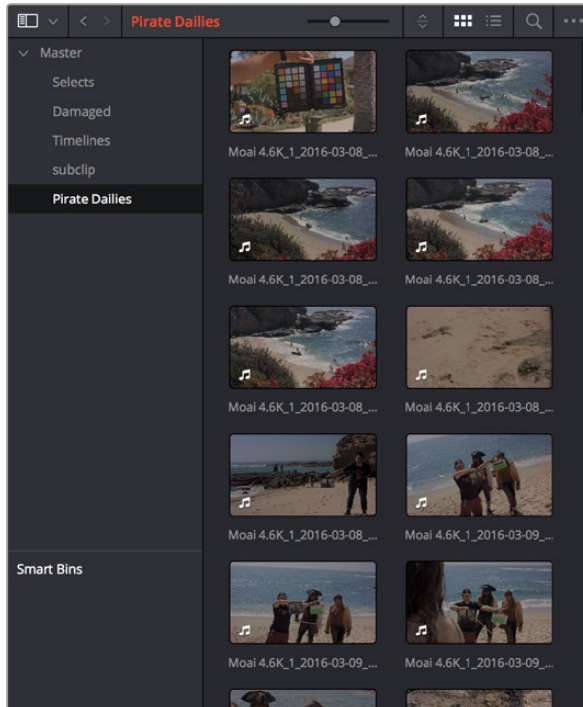 Pirate Dailies
Master
Selects
Damaged
Timelines
subclip
Pirate Dailies
Smart Bins
Moai 4.6K_1_2016-03-08_...
Moai 4.6K_1_2016-03-08_...
Moai 4.6K_1_2016-03-08_...
Moai 4.6K_1_2016-03-08_...
Moai 4.6K_1_2016-03-08_...
Moai 4.6K_1_2016-03-08_...
Moai 4.6K_1_2016-03-08_...
Moai 4.6K_1_2016-03-09_...
Moai 4.6K_1_2016-03-09_...
Moai 4.6K_1_2016-03-09_...